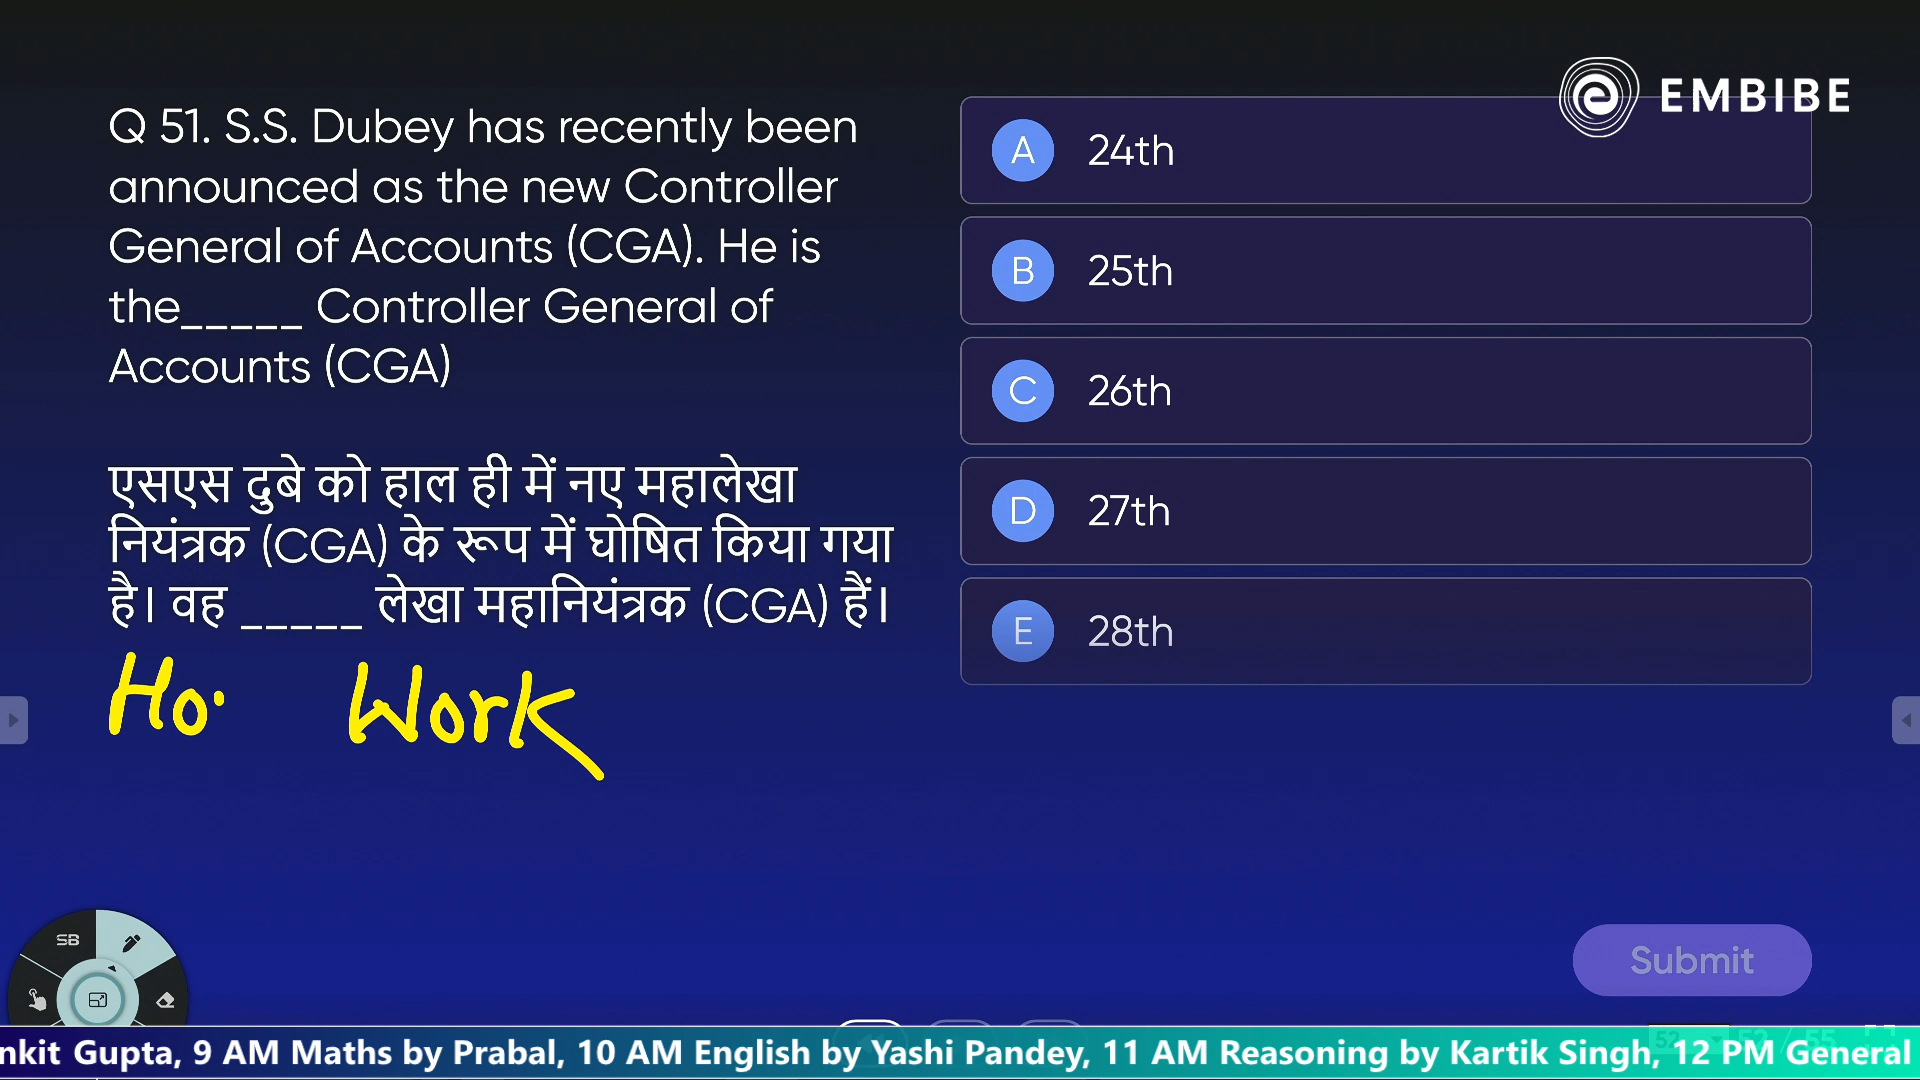 EMBIBE
Q 51. S.S. Dubey has recently been
announced as the new Controller
General of Accounts (CGA). He is
the_____ Controller General of
Accounts (CGA)
एसएस दुबे को हाल ही में नए महालेखा
नियंत्रक (CGA) के रूप में घोषित किया गया
है। वह _____ लेखा महानियंत्रक (CGA) हैं।
Ho. Work
A 24th
B 25th
C 26th
D 27th
E 28th
SB
Submit
52 52 / 55
nkit Gupta, 9 AM Maths by Prabal, 10 AM English by Yashi Pandey, 11 AM Reasoning by Kartik Singh, 12 PM General